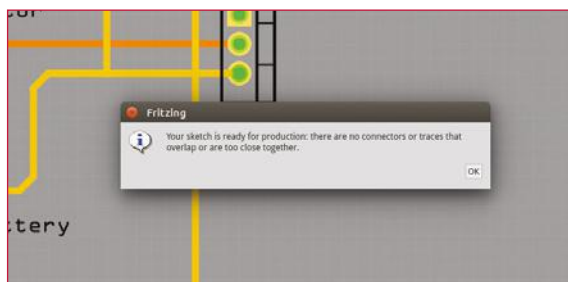 Fritzing
Your sketch is ready for production: there are no connectors or traces that
overlap or are too close together.
OK
ttery